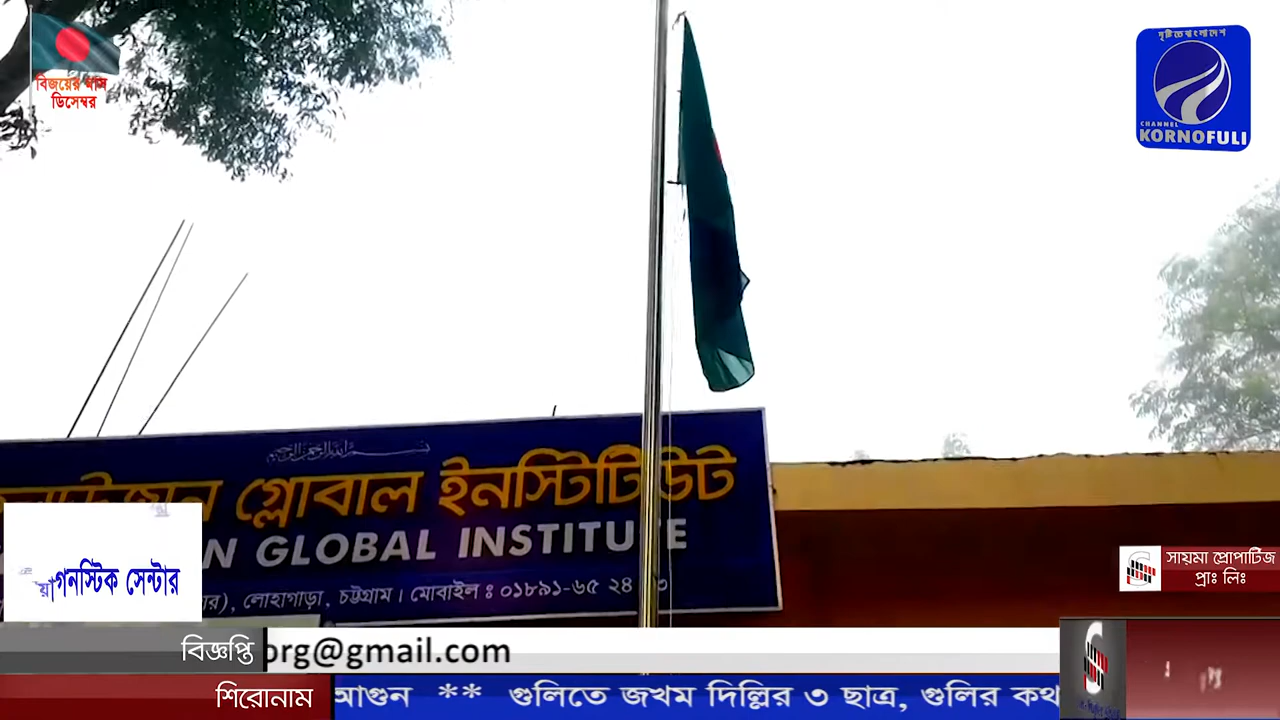 বিজয়ের মাস
ডিসেম্বর
দৃষ্টিতে বাংলাদেশ
CHANNEL
KORNOFULI
গ্লোবাল ইনস্টিটিউট
N GLOBAL INSTITUTE
লোহাগাড়া, চট্টগ্রাম। মোবাইল ঃ ০১৮৯১-৬৫ ২৪
য়াগনস্টিক সেন্টার
সায়মা প্রোপার্টিজ
প্রাঃ লিঃ
বিজ্ঞপ্তি org@gmail.com
শিরোনাম আগুন ** গুলিতে জখম দিল্লির ৩ ছাত্র, গুলির কথ